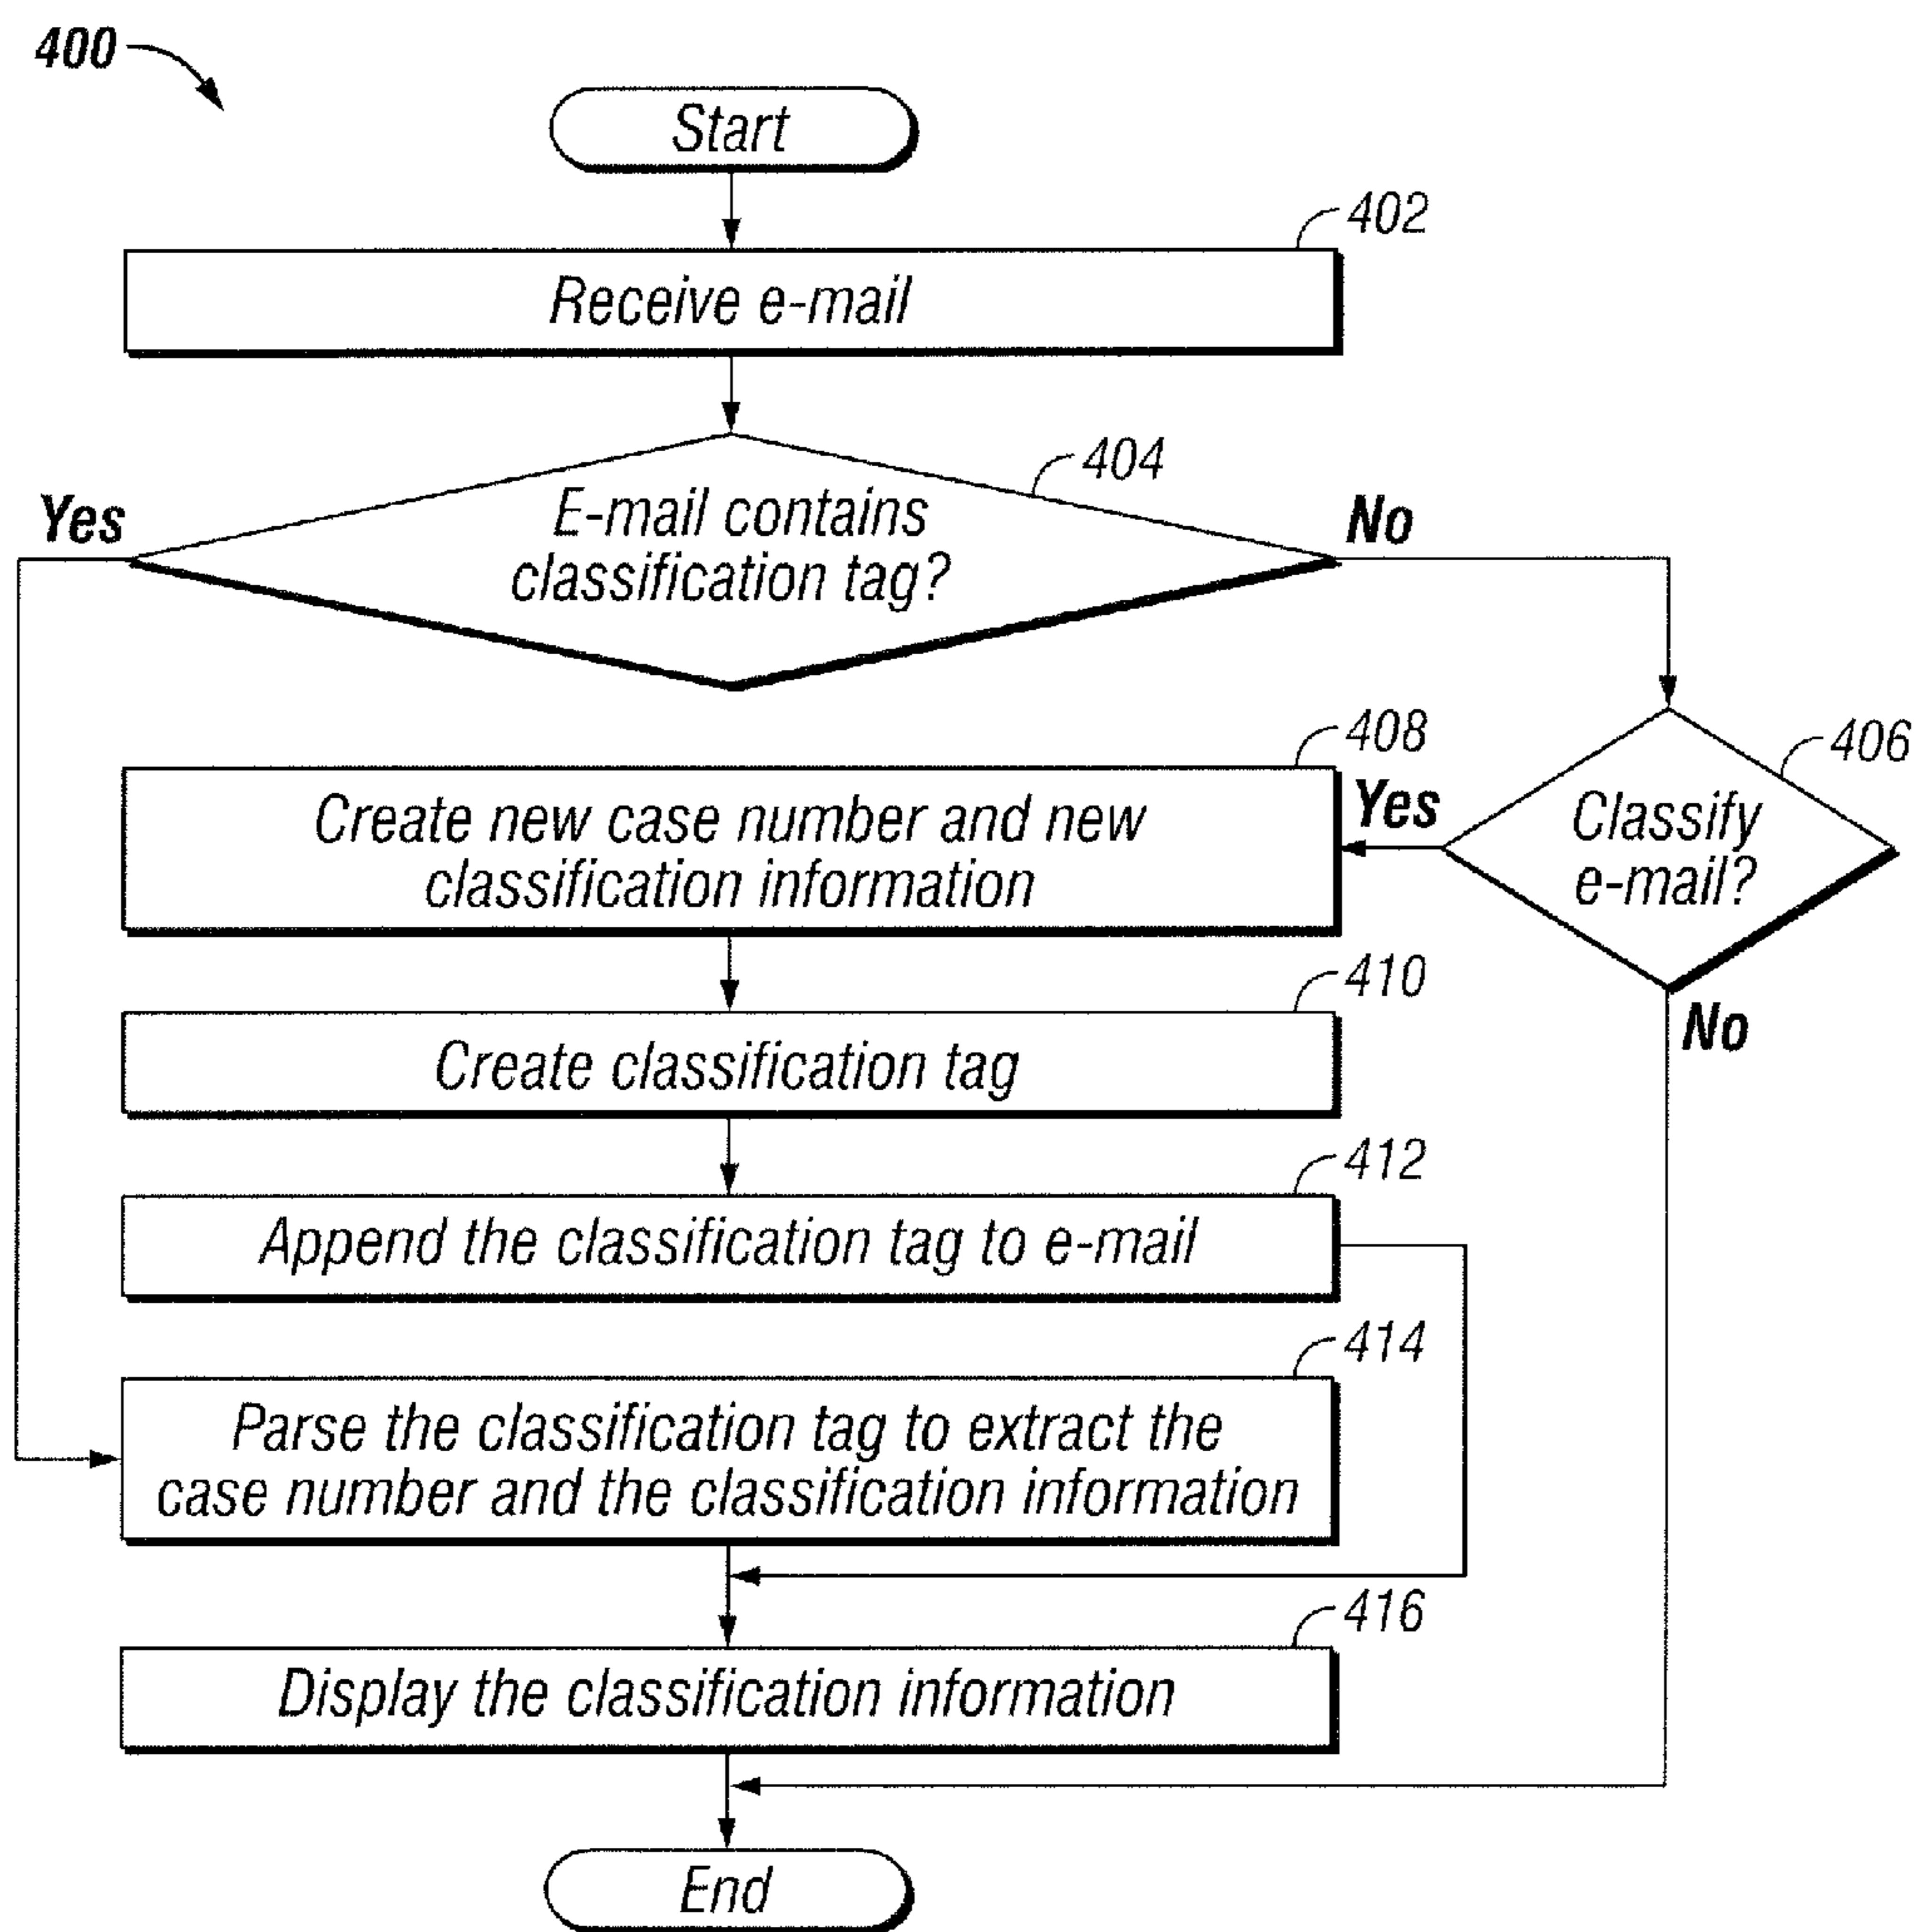 400
Start
402
Receive e-mail
404
Yes
E-mail contains
classification tag?
No
408
406
Create new case number and new
classification information
Yes
Classify
e-mail?
410
No
Create classification tag
412
Append the classification tag to e-mail
414
Parse the classification tag to extract the
case number and the classification information
416
Display the classification information
End